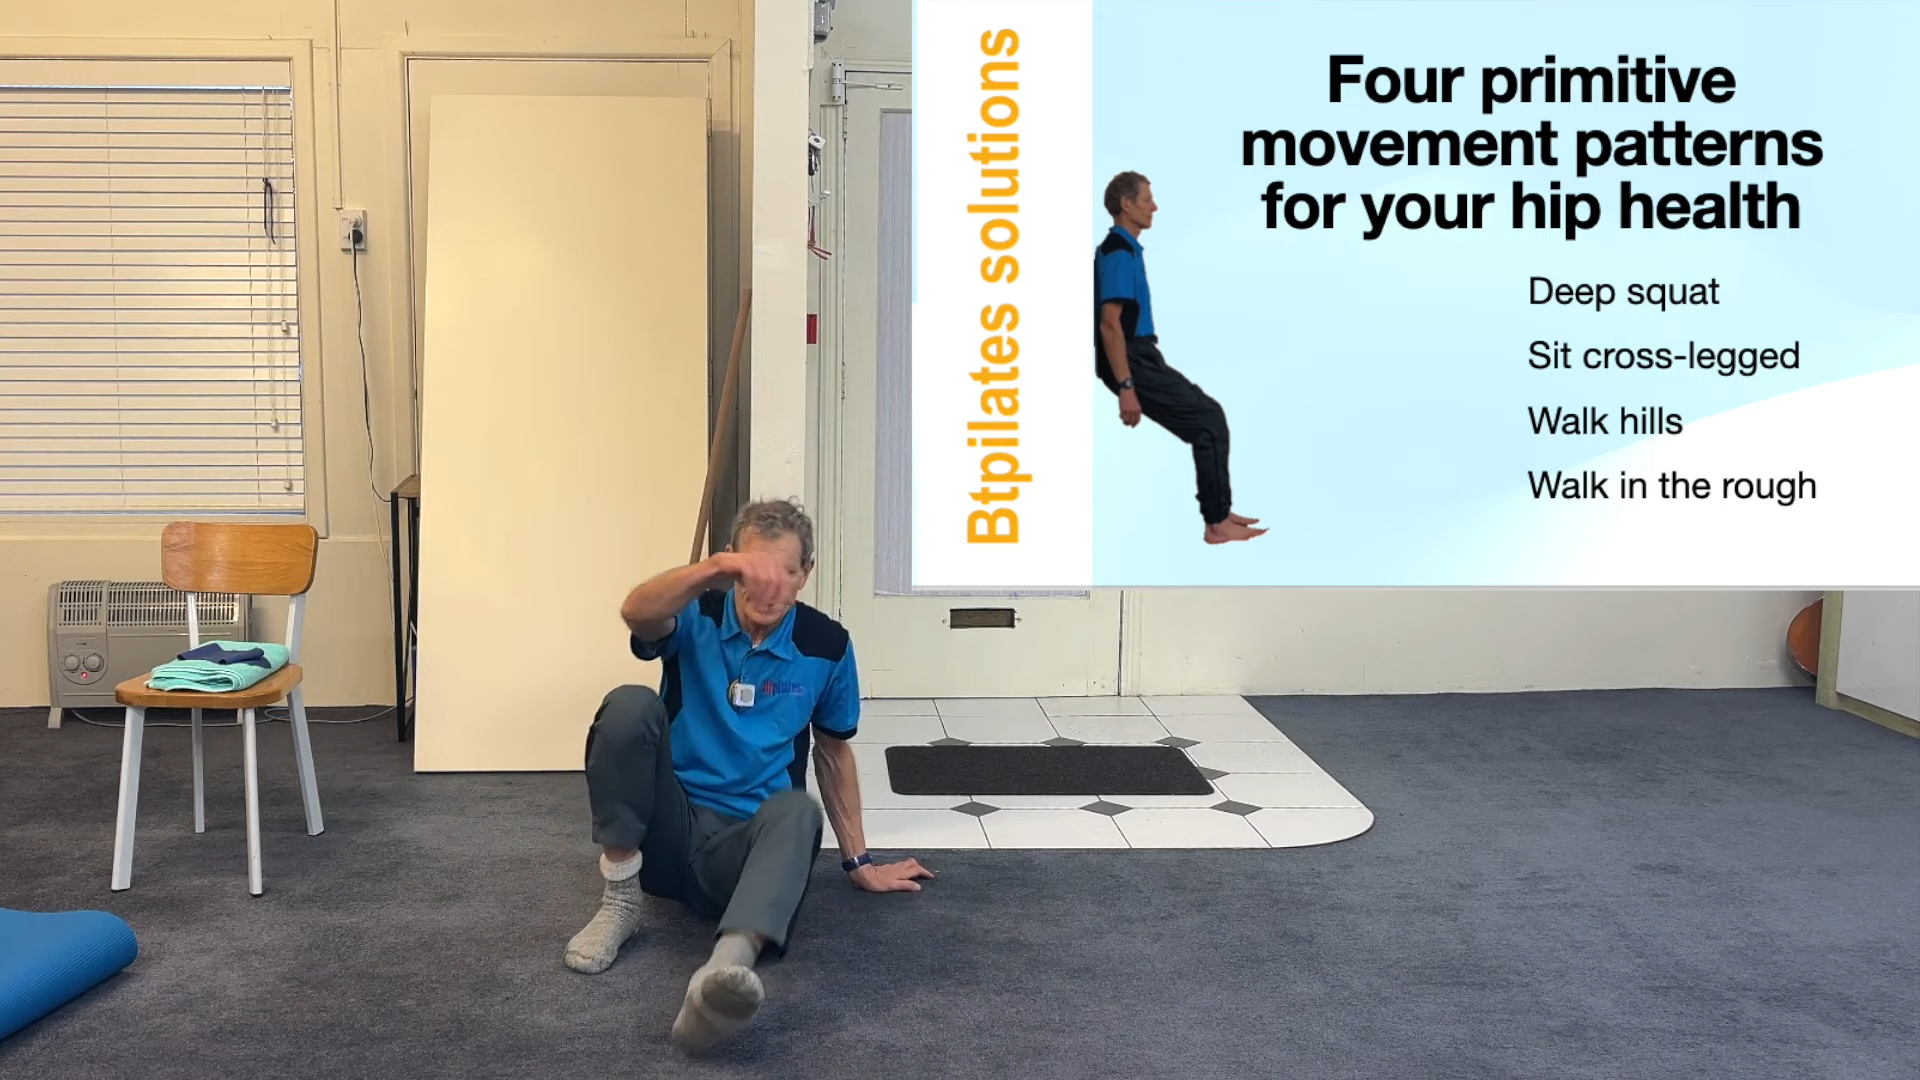 Btpilates solutions
Four primitive
movement patterns
for your hip health
Deep squat
Sit cross-legged
Walk hills
Walk in the rough
btpilates